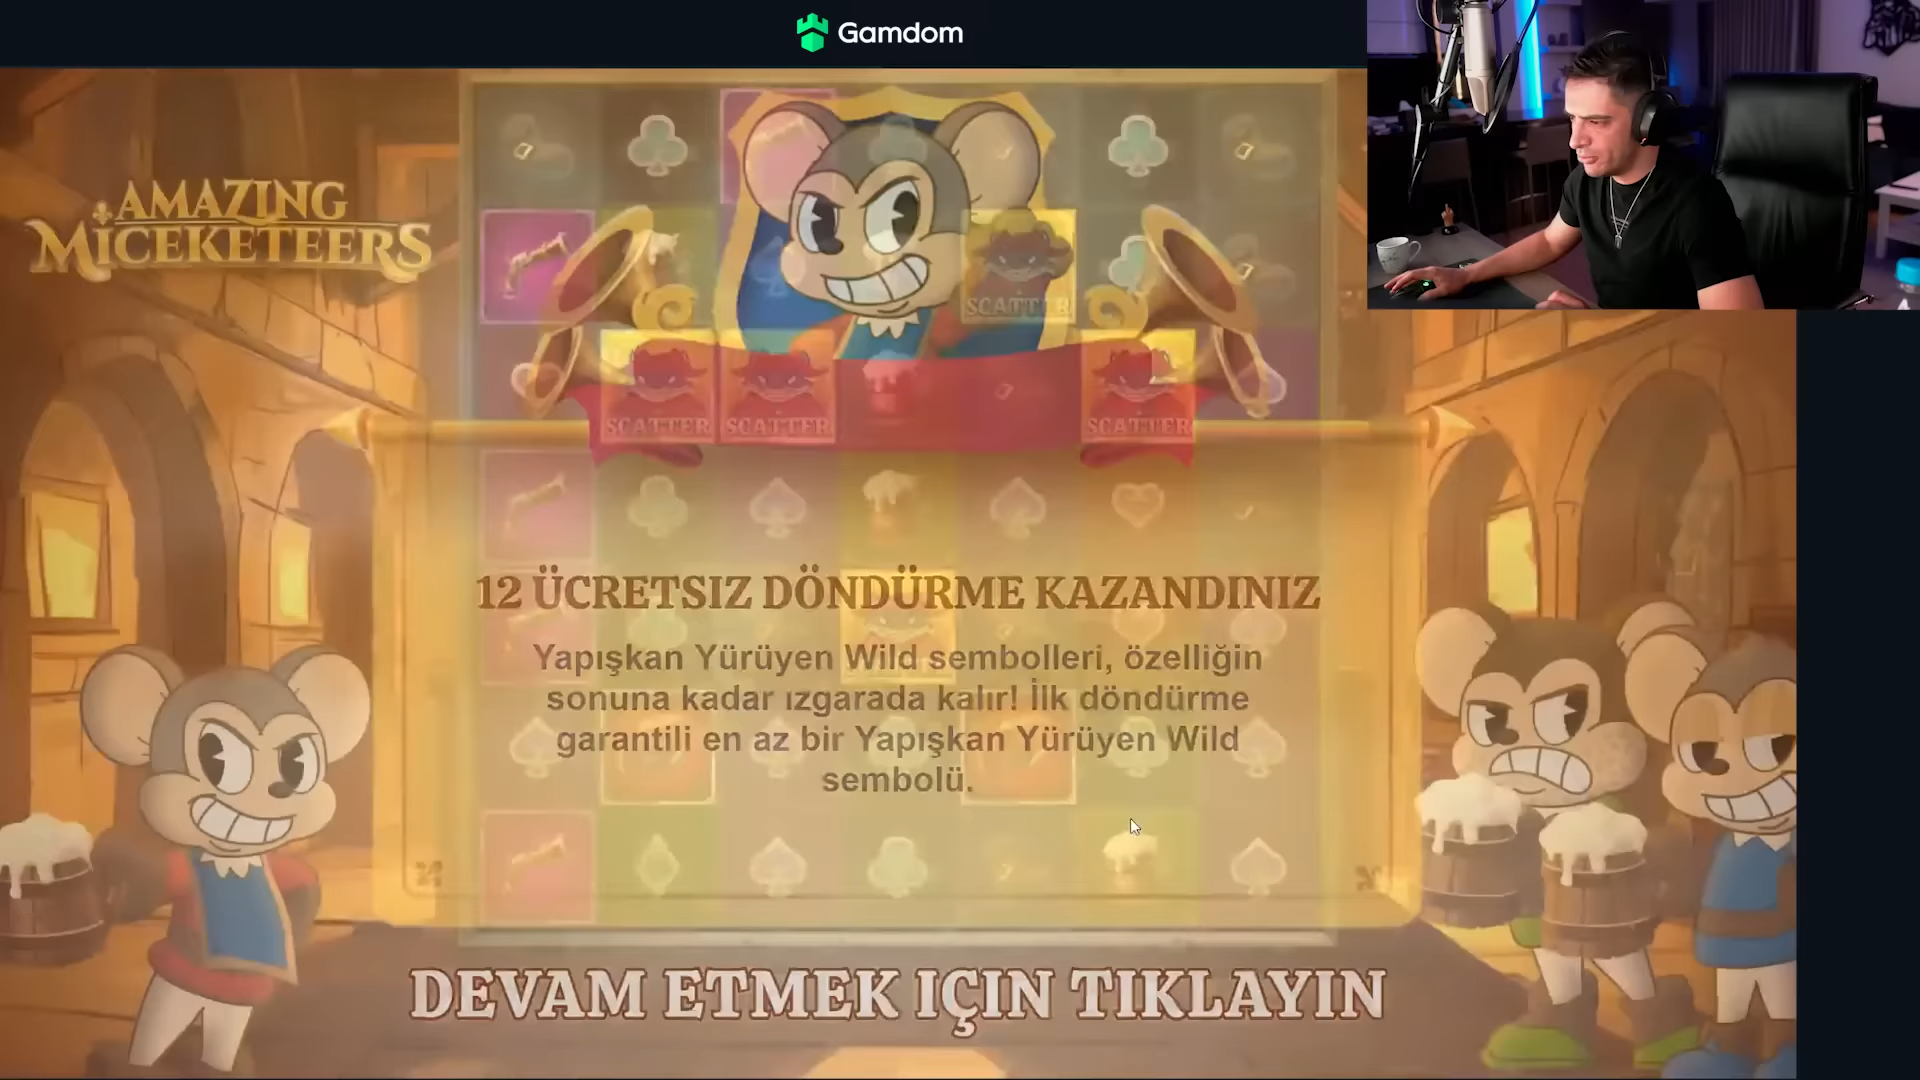 Gamdom
AMAZING
MICEKETEERS
SCATTER
SCATTER
SCATTER
SCATTER
12 ÜCRETSIZ DÖNDÜRME KAZANDINIZ
Yapışkan Yürüyen Wild sembolleri, özelliğin
sonuna kadar ızgarada kalır! İlk döndürme
garantili en az bir Yapışkan Yürüyen Wild
sembolü.
DEVAM ETMEK IÇIN TIKLAYIN